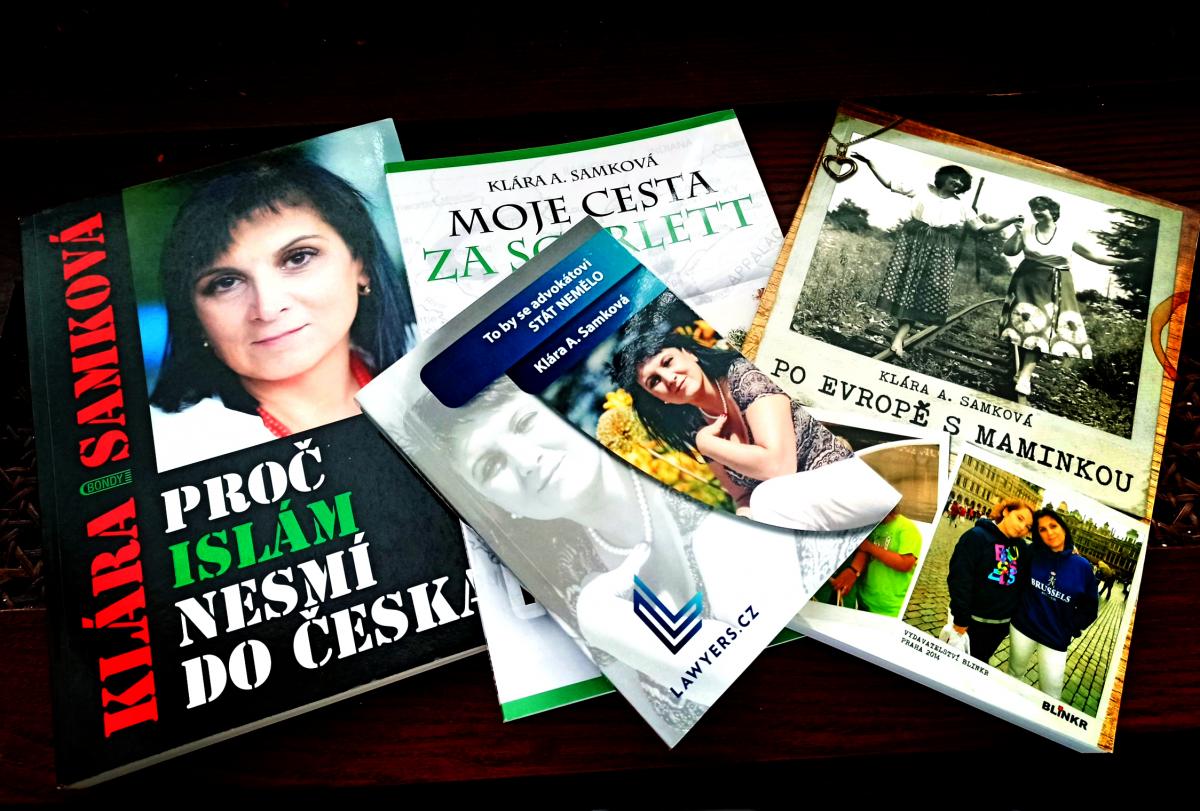 KLÁRA SAMKOVÁ
BONDY
PROČ
ISLÁM
NESMÍ
DO ČESKA
KLÁRA A. SAMKOVÁ
MOJE CESTA
ZA SCARLETT
INDIANA
To by se advokátovi
STÁT NEMĚLO
Klára A. Samková
LAWYERS.CZ
KLÁRA A. SAMKOVÁ
PO EVROPĚ S MAMINKOU
BRUSSELS
VYDAVATELSTVÍ BLINKR
PRAHA 2014
BLINKR